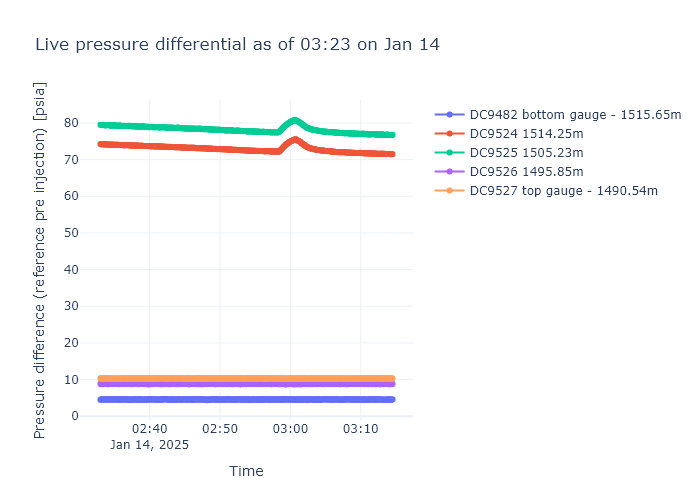 Live pressure differential as of 03:23 on Jan 14
Pressure difference (reference pre injection) [psia]
80
70
60
50
40
30
20
10
0
02:40
02:50
03:00
03:10
Jan 14, 2025
Time
DC9482 bottom gauge - 1515.65m
DC9524 1514.25m
DC9525 1505.23m
DC9526 1495.85m
DC9527 top gauge - 1490.54m